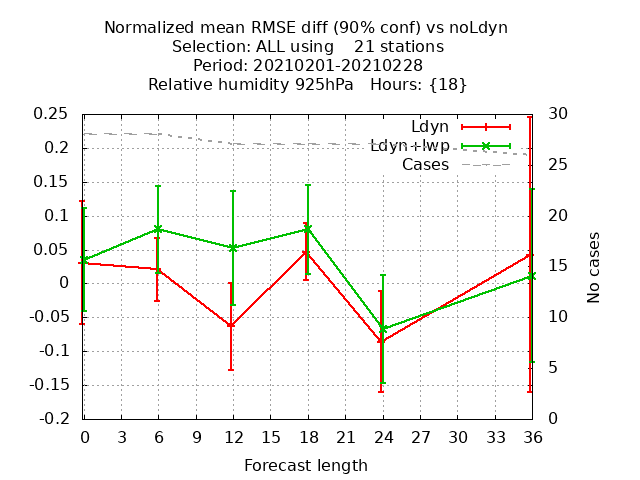 Normalized mean RMSE diff (90% conf) vs noLdyn
Selection: ALL using 21 stations
Period: 20210201-20210228
Relative humidity 925hPa Hours: {18}
Ldyn
Ldyn+lwp
Cases
0.25
0.2
0.15
0.1
0.05
0
-0.05
-0.1
-0.15
-0.2
30
25
20
15
10
5
0
No cases
0 3 6 9 12 15 18 21 24 27 30 33 36
Forecast length